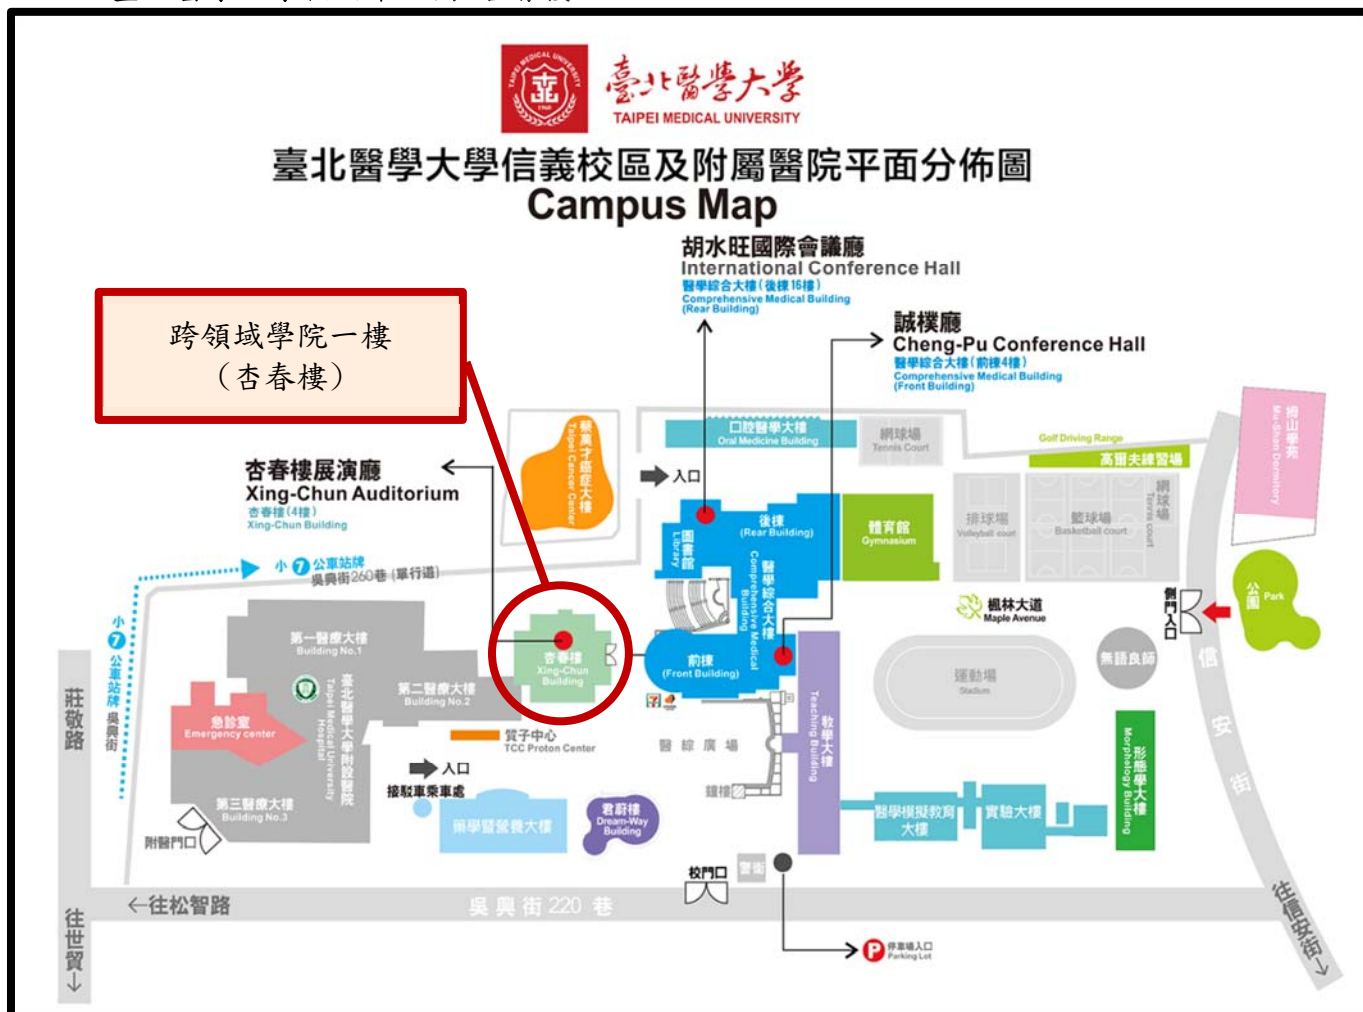 TAIPEI MEDICAL UNIVERSITY
1960
臺北醫學大學
TAIPEI MEDICAL UNIVERSITY
臺北醫學大學信義校區及附屬醫院平面分佈圖
Campus Map
胡水旺國際會議廳
International Conference Hall
醫學綜合大樓(後棟16樓)
Comprehensive Medical Building
(Rear Building)
誠樸廳
Cheng-Pu Conference Hall
醫學綜合大樓(前棟4樓)
Comprehensive Medical Building
(Front Building)
跨領域學院一樓
(杏春樓)
杏春樓展演廳
Xing-Chun Auditorium
杏春樓(4樓)
Xing-Chun Building
蔡萬才癌症大樓
Taipei Cancer Center
入口
口腔醫學大樓
Oral Medicine Building
網球場
Tennis Court
Golf Driving Range
高爾夫練習場
拇山學苑
Mu-Shan Dormitory
後棟
(Rear Building)
圖書館
Library
醫學綜合大樓
Comprehensive Medical Building
體育館
Gymnasium
排球場
Volleyball court
籃球場
Basketball court
網球場
Tennis court
小 7 公車站牌
吳興街260巷 (單行道)
小 7 公車站牌 吳興街
公園 Park
側門入口
楓林大道
Maple Avenue
第一醫療大樓
Building No.1
臺北醫學大學附設醫院
Taipei Medical University Hospital
第二醫療大樓
Building No.2
杏春樓
Xing-Chun
Building
前棟
(Front Building)
運動場
Stadium
無語良師
急診室
Emergency center
質子中心
TCC Proton Center
醫綜廣場
教學大樓
Teaching Building
形態學大樓
Morphology Building
入口
接駁車乘車處
第三醫療大樓
Building No.3
附醫門口
藥學暨營養大樓
君蔚樓
Dream-Way
Building
鐘樓
醫學模擬教育
大樓
實驗大樓
校門口
警衛
莊敬路
往世貿↓
←往松智路
吳興街220巷
信安街
往信安街↓
P 停車場入口
Parking Lot